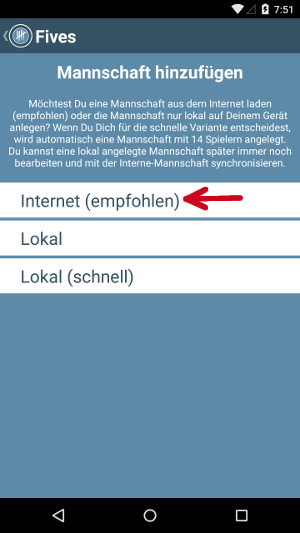 7:51
Fives
Mannschaft hinzufügen
Möchtest Du eine Mannschaft aus dem Internet laden
(empfohlen) oder die Mannschaft nur lokal auf Deinem Gerät
anlegen? Wenn Du Dich für die schnelle Variante entscheidest,
wird automatisch eine Mannschaft mit 14 Spielern angelegt.
Du kannst eine lokal angelegte Mannschaft später immer noch
bearbeiten und mit der Interne-Mannschaft synchronisieren.
Internet (empfohlen)
Lokal
Lokal (schnell)